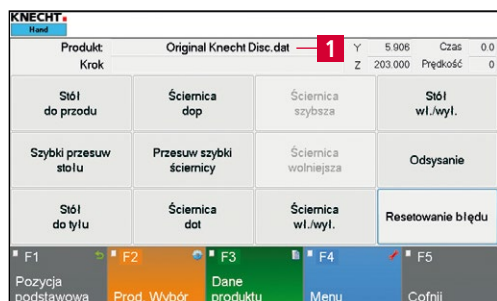 KNECHT
Hand
Produkt: Original Knecht Disc.dat 1 Y 5.906 Czas 0.0
Krok Z 203.000 Prędkość 0
Stół do przodu
Ściernica dop
Ściernica szybsza
Stół wł./wył.
Szybki przesuw stołu
Przesuw szybki ściernicy
Ściernica wolniejsza
Odsysanie
Stół do tyłu
Ściernica dot
Ściernica wł./wył.
Resetowanie błędu
F1 F2 F3 F4 F5
Pozycja podstawowa
Prod. Wybór
Dane produktu
Menu
Cofnij